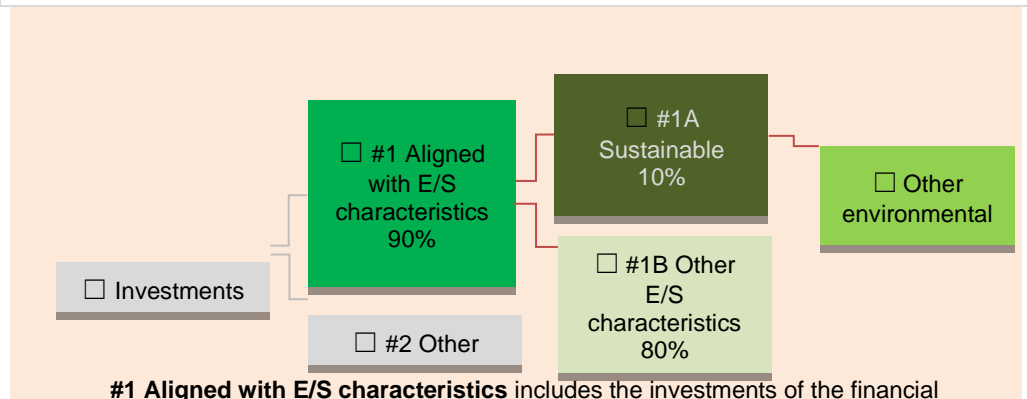 ☐ Investments
☐ #1 Aligned
with E/S
characteristics
90%
☐ #2 Other
☐ #1A
Sustainable
10%
☐ #1B Other
E/S
characteristics
80%
☐ Other
environmental
#1 Aligned with E/S characteristics includes the investments of the financial